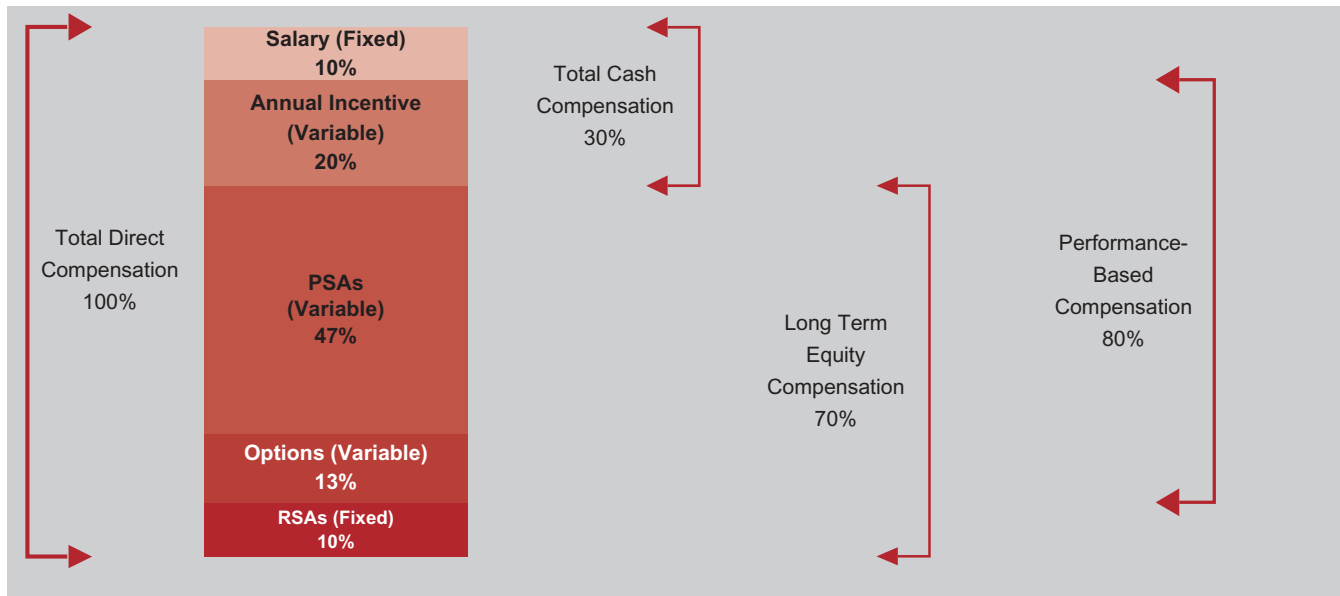 Total Direct
Compensation
100%
Salary (Fixed)
10%
Annual Incentive
(Variable)
20%
PSAs
(Variable)
47%
Options (Variable)
13%
RSAs (Fixed)
10%
Total Cash
Compensation
30%
Long Term
Equity
Compensation
70%
Performance-
Based
Compensation
80%